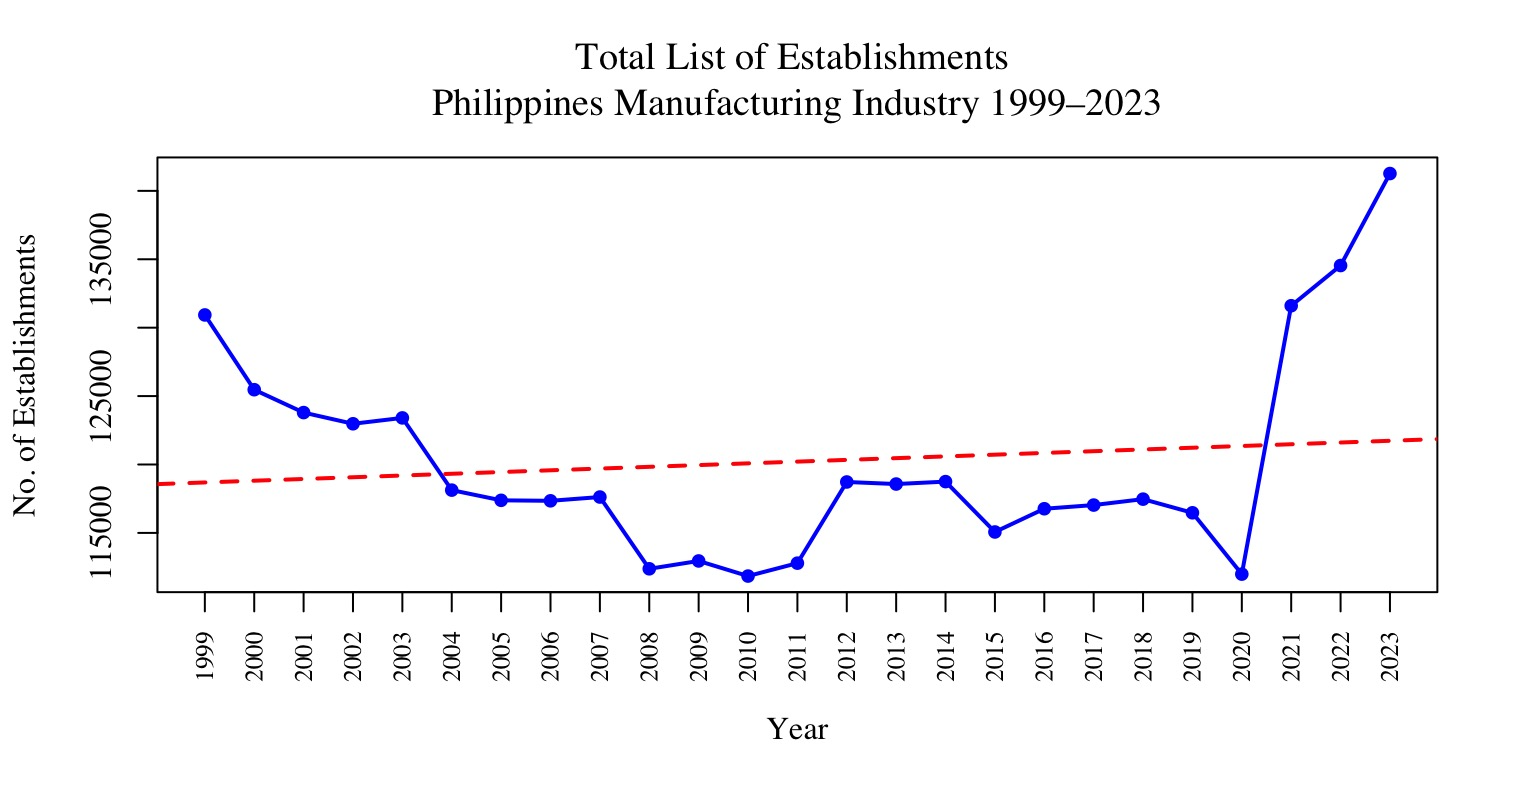 Total List of Establishments
Philippines Manufacturing Industry 1999–2023
No. of Establishments
135000
125000
115000
1999 2000 2001 2002 2003 2004 2005 2006 2007 2008 2009 2010 2011 2012 2013 2014 2015 2016 2017 2018 2019 2020 2021 2022 2023
Year